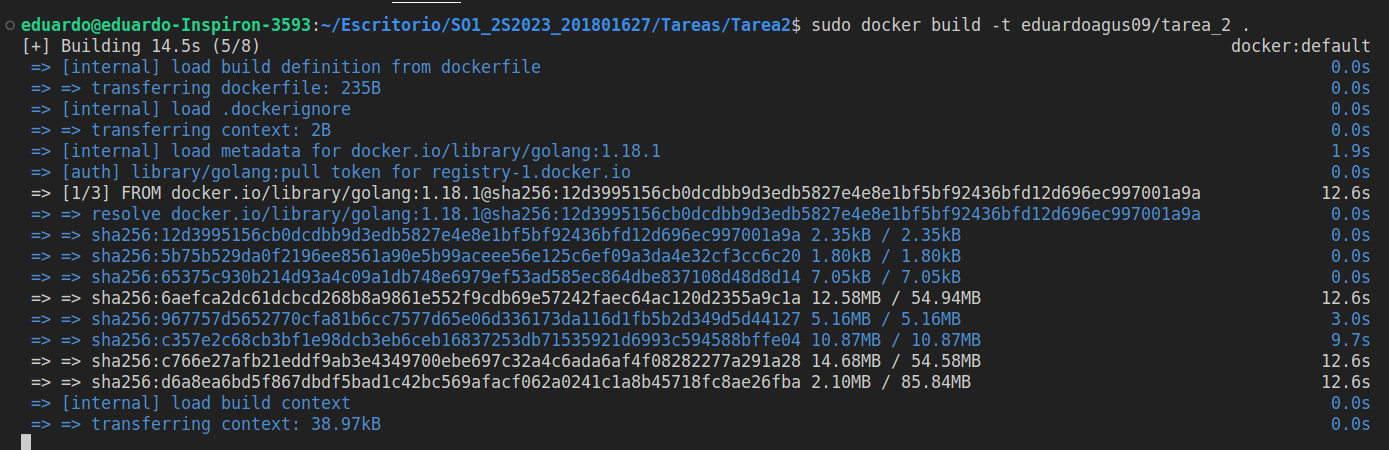 eduardo@eduardo-Inspiron-3593:~/Escritorio/SO1_2S2023_201801627/Tareas/Tarea2$ sudo docker build -t eduardoagus09/tarea_2 .
[+] Building 14.5s (5/8) docker:default
=> [internal] load build definition from dockerfile 0.0s
=> => transferring dockerfile: 235B 0.0s
=> [internal] load .dockerignore 0.0s
=> => transferring context: 2B 0.0s
=> [internal] load metadata for docker.io/library/golang:1.18.1 1.9s
=> [auth] library/golang:pull token for registry-1.docker.io 0.0s
=> [1/3] FROM docker.io/library/golang:1.18.1@sha256:12d3995156cb0dcdbb9d3edb5827e4e8e1bf5bf92436bfd12d696ec997001a9a 12.6s
=> => resolve docker.io/library/golang:1.18.1@sha256:12d3995156cb0dcdbb9d3edb5827e4e8e1bf5bf92436bfd12d696ec997001a9a 0.0s
=> => sha256:12d3995156cb0dcdbb9d3edb5827e4e8e1bf5bf92436bfd12d696ec997001a9a 2.35kB / 2.35kB 0.0s
=> => sha256:5b75b529da0f2196ee8561a90e5b99aceee56e125c6ef09a3da4e32cf3cc6c20 1.80kB / 1.80kB 0.0s
=> => sha256:65375c930b214d93a4c09a1db748e6979ef53ad585ec864dbe837108d48d8d14 7.05kB / 7.05kB 0.0s
=> => sha256:6aefca2dc61dcbcd268b8a9861e552f9cdb69e57242faec64ac120d2355a9c1a 12.58MB / 54.94MB 12.6s
=> => sha256:967757d5652770cfa81b6cc7577d65e06d336173da116d1fb5b2d349d5d44127 5.16MB / 5.16MB 3.0s
=> => sha256:c357e2c68cb3bf1e98dcb3eb6ceb16837253db71535921d6993c594588bffe04 10.87MB / 10.87MB 9.7s
=> => sha256:c766e27afb21eddf9ab3e4349700ebe697c32a4c6ada6af4f08282277a291a28 14.68MB / 54.58MB 12.6s
=> => sha256:d6a8ea6bd5f867dbdf5bad1c42bc569afacf062a0241c1a8b45718fc8ae26fba 2.10MB / 85.84MB 12.6s
=> [internal] load build context 0.0s
=> => transferring context: 38.97kB 0.0s